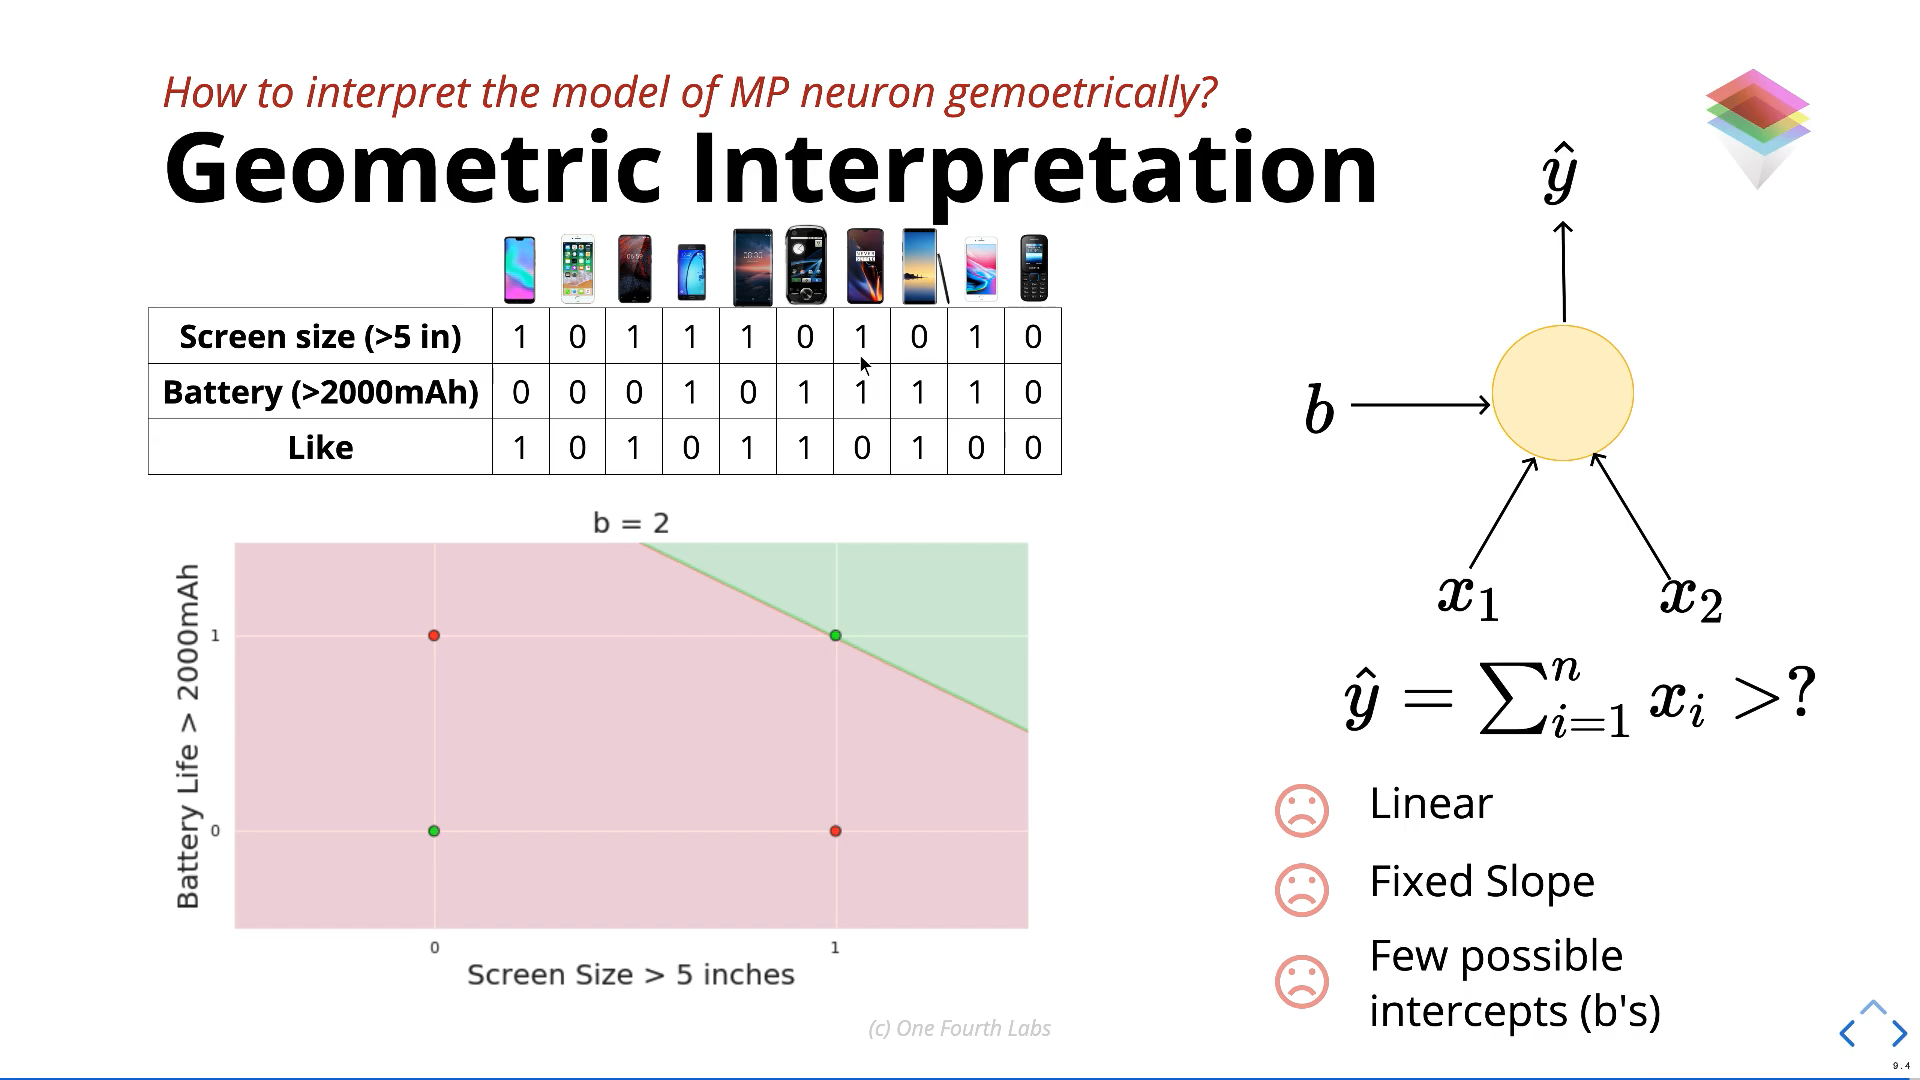 How to interpret the model of MP neuron gemoetrically?
Geometric Interpretation
Screen size (>5 in) 1 0 1 1 1 0 1 0 1 0
Battery (>2000mAh) 0 0 0 1 0 1 1 1 1 0
Like 1 0 1 0 1 1 0 1 0 0
b = 2
Battery Life > 2000mAh
1
0
0 1
Screen Size > 5 inches
ŷ
b
x₁ x₂
ŷ = ∑ⁿᵢ₌₁ xᵢ >?
Linear
Fixed Slope
Few possible
intercepts (b's)
(c) One Fourth Labs
9.4